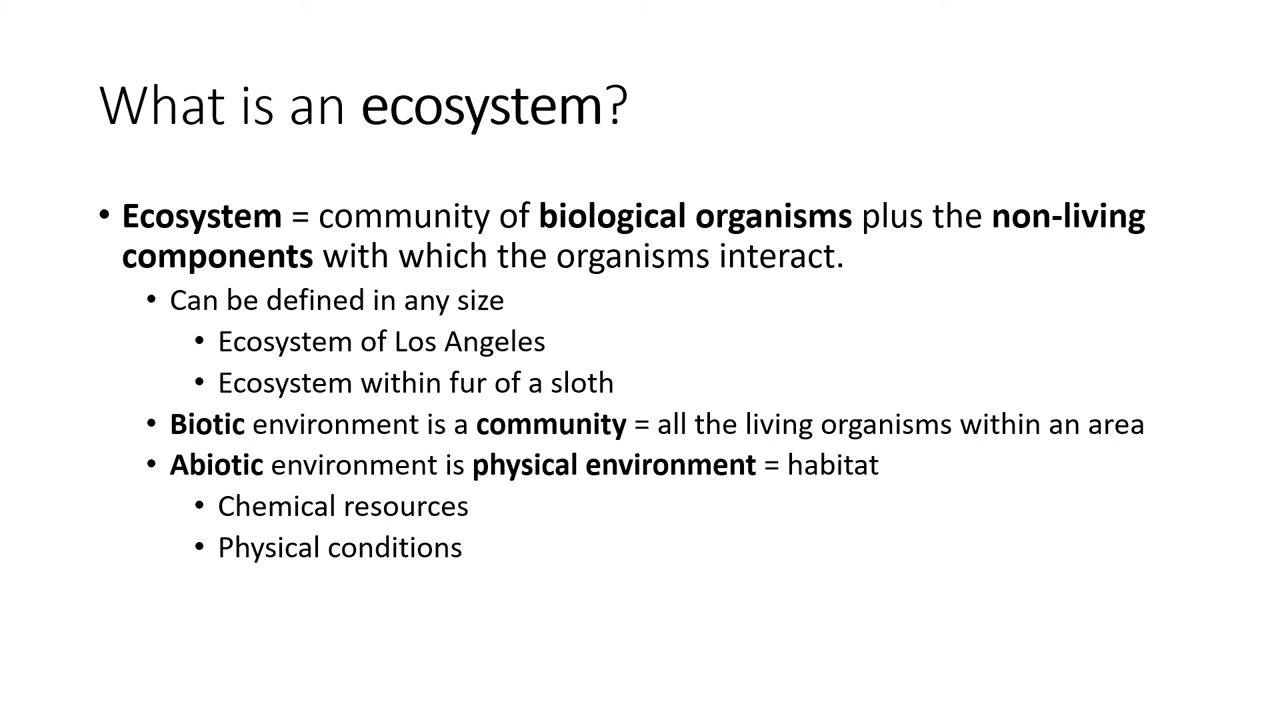 What is an ecosystem?
• Ecosystem = community of biological organisms plus the non-living
components with which the organisms interact.
• Can be defined in any size
• Ecosystem of Los Angeles
• Ecosystem within fur of a sloth
• Biotic environment is a community = all the living organisms within an area
• Abiotic environment is physical environment = habitat
• Chemical resources
• Physical conditions